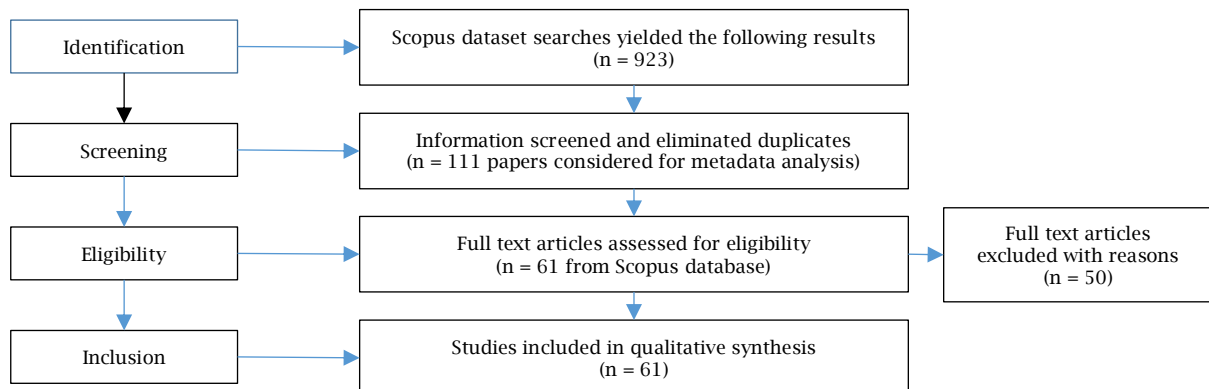 Identification
Scopus dataset searches yielded the following results
(n = 923)
Screening
Information screened and eliminated duplicates
(n = 111 papers considered for metadata analysis)
Eligibility
Full text articles assessed for eligibility
(n = 61 from Scopus database)
Full text articles
excluded with reasons
(n = 50)
Inclusion
Studies included in qualitative synthesis
(n = 61)